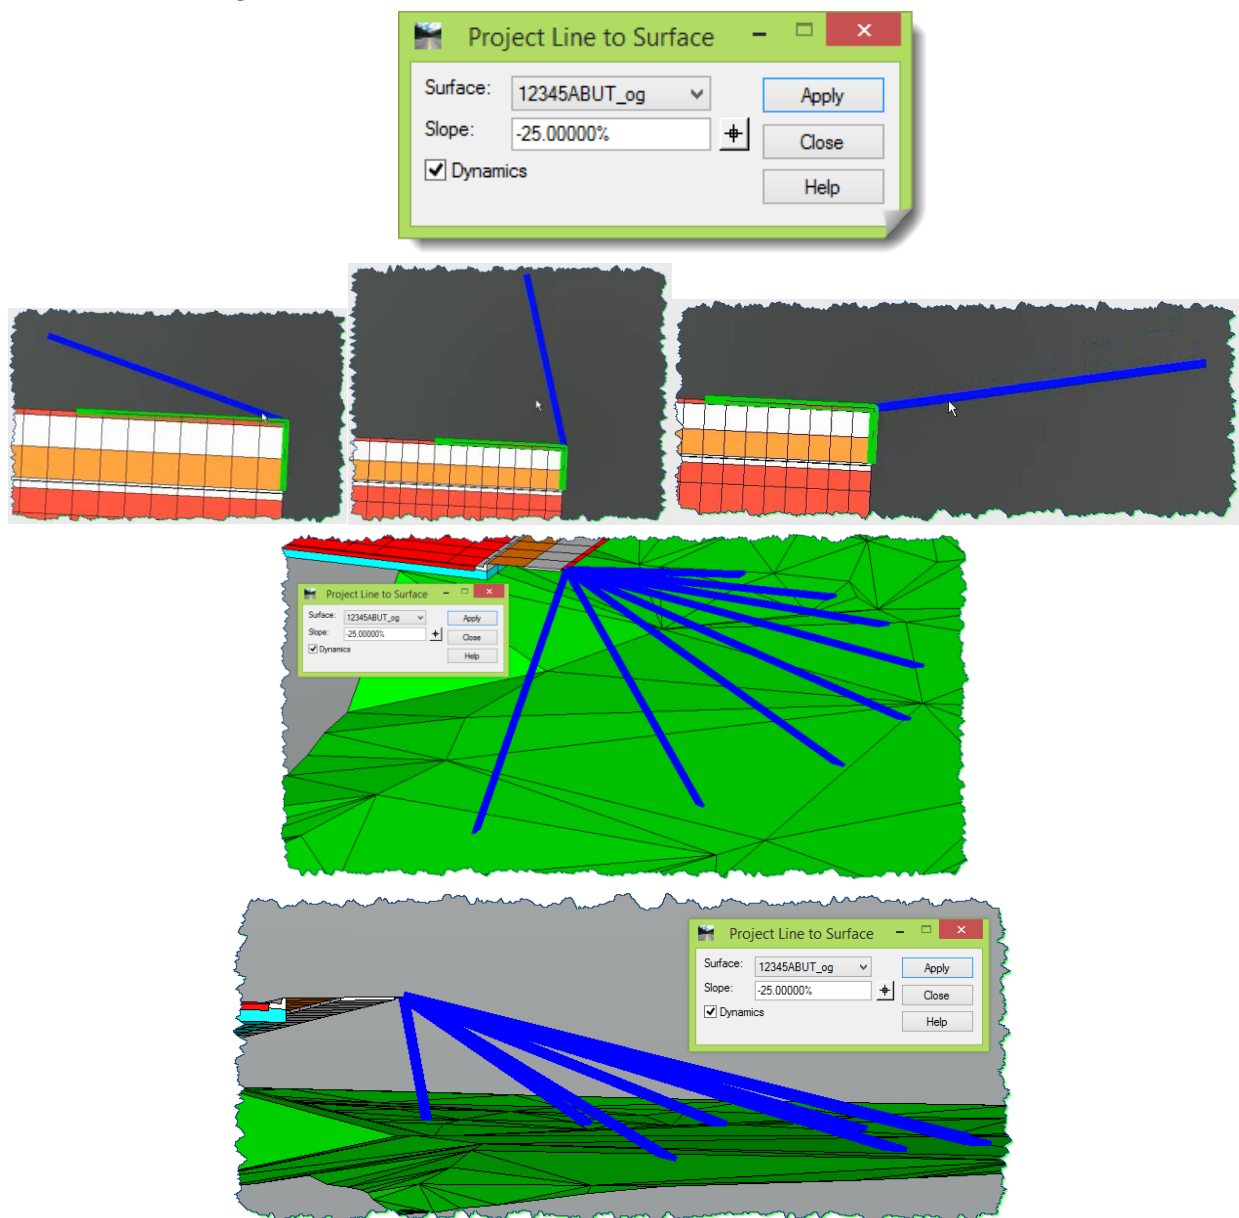 Project Line to Surface
Surface: 12345ABUT_og Apply
Slope: -25.00000% Close
Dynamics
Help
Project Line to Surface
Surface: 12345ABUT_og Apply
Slope: -25.00000% Close
Dynamics
Help
Project Line to Surface
Surface: 12345ABUT_og Apply
Slope: -25.00000% Close
Dynamics
Help